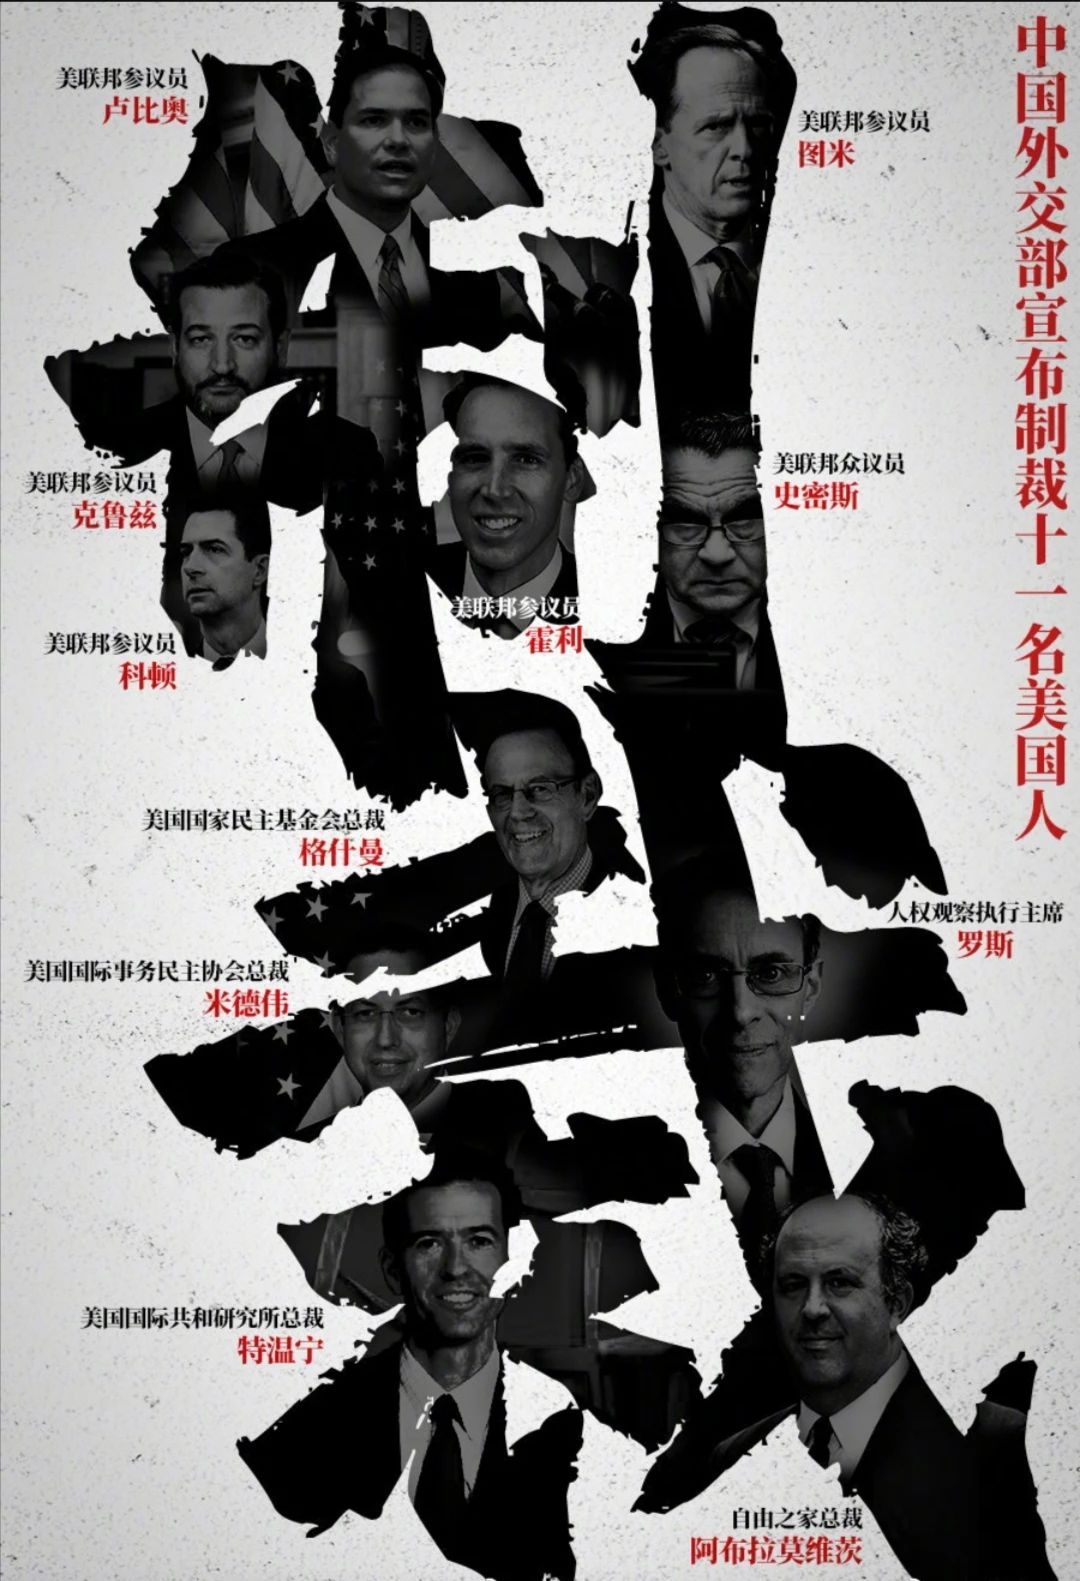 中国外交部宣布制裁十一名美国人
制裁
美联邦参议员
卢比奥
美联邦参议员
图米
美联邦参议员
克鲁兹
美联邦众议员
史密斯
美联邦参议员
霍利
美联邦参议员
科顿
美国国家民主基金会总裁
格什曼
人权观察执行主席
罗斯
美国国际事务民主协会总裁
米德伟
美国国际共和研究所总裁
特温宁
自由之家总裁
阿布拉莫维茨